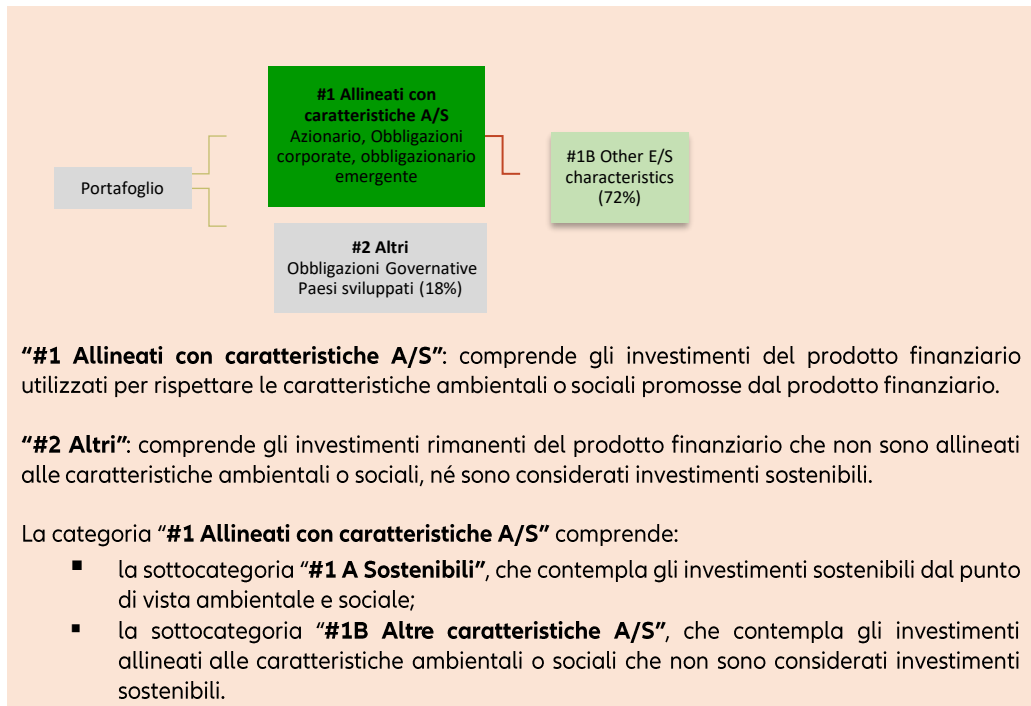 #1 Allineati con
caratteristiche A/S
Azionario, Obbligazioni
corporate, obbligazionario
emergente
#1B Other E/S
characteristics
(72%)
Portafoglio
#2 Altri
Obbligazioni Governative
Paesi sviluppati (18%)
“#1 Allineati con caratteristiche A/S”: comprende gli investimenti del prodotto finanziario
utilizzati per rispettare le caratteristiche ambientali o sociali promosse dal prodotto finanziario.
“#2 Altri”: comprende gli investimenti rimanenti del prodotto finanziario che non sono allineati
alle caratteristiche ambientali o sociali, né sono considerati investimenti sostenibili.
La categoria “#1 Allineati con caratteristiche A/S” comprende:
▪ la sottocategoria “#1 A Sostenibili”, che contempla gli investimenti sostenibili dal punto
di vista ambientale e sociale;
▪ la sottocategoria “#1B Altre caratteristiche A/S”, che contempla gli investimenti
allineati alle caratteristiche ambientali o sociali che non sono considerati investimenti
sostenibili.